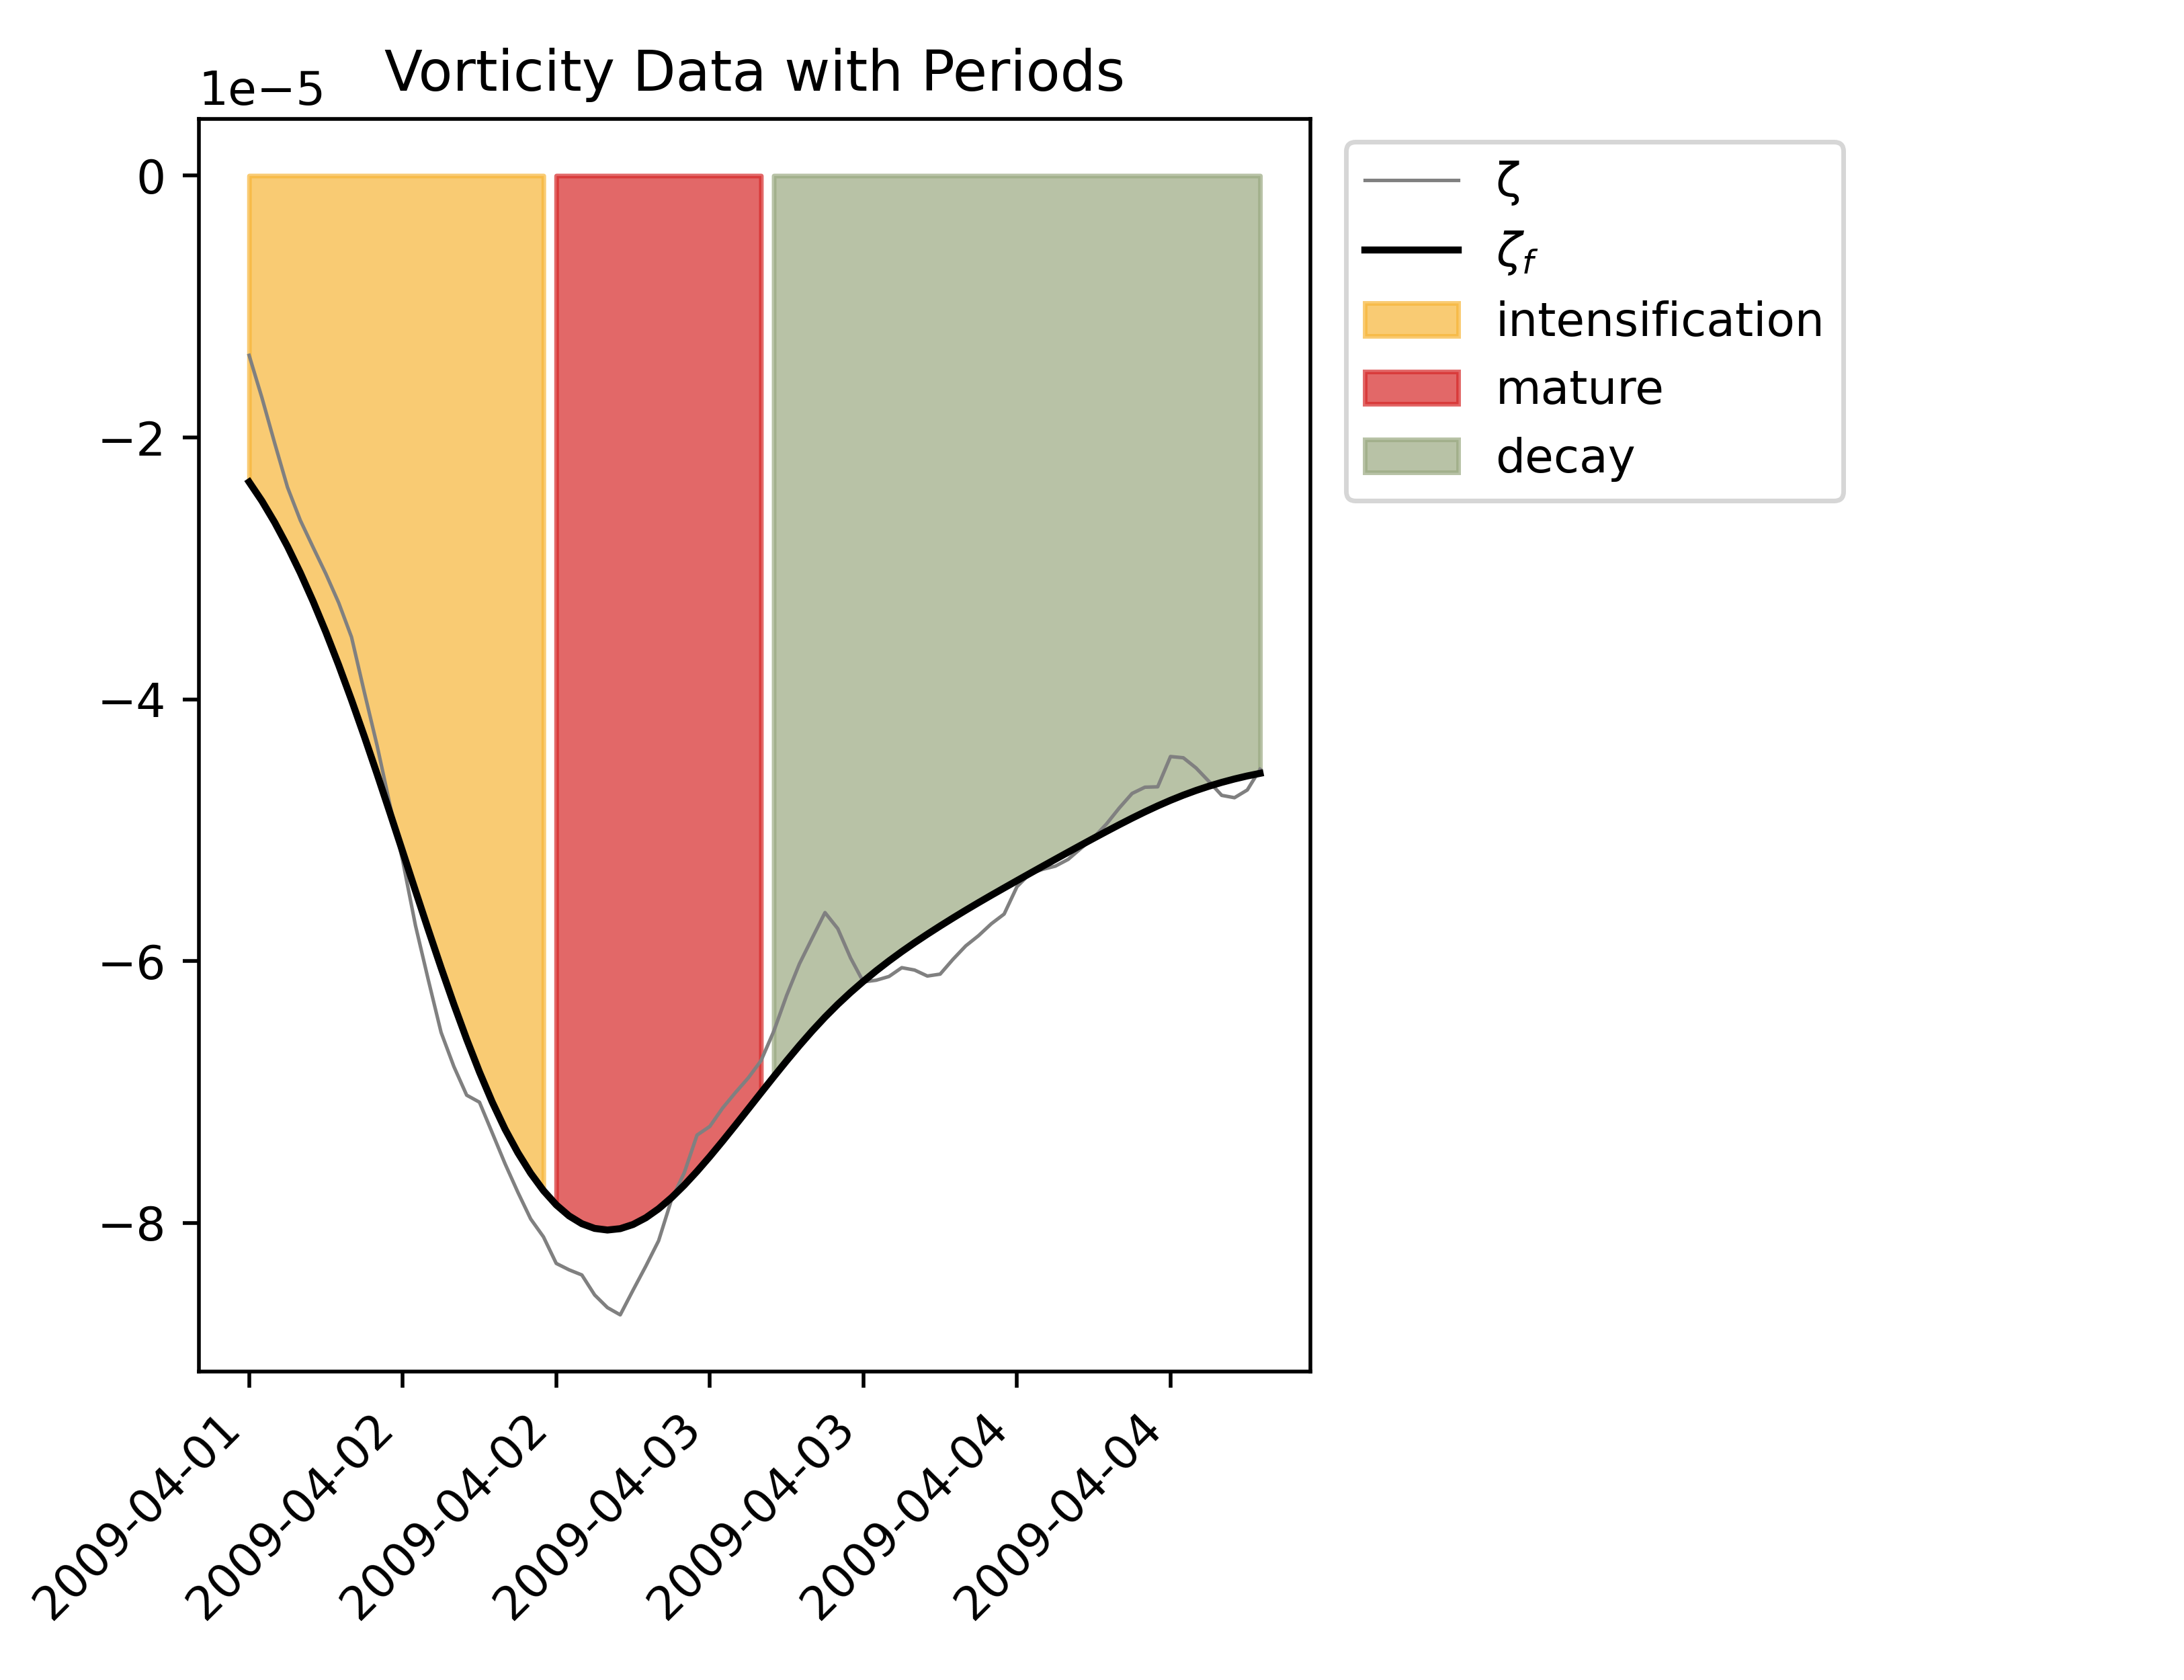 Vorticity Data with Periods
1e−5
0
−2
−4
−6
−8
2009-04-01
2009-04-02
2009-04-02
2009-04-03
2009-04-03
2009-04-04
2009-04-04
ζ
ζf
intensification
mature
decay